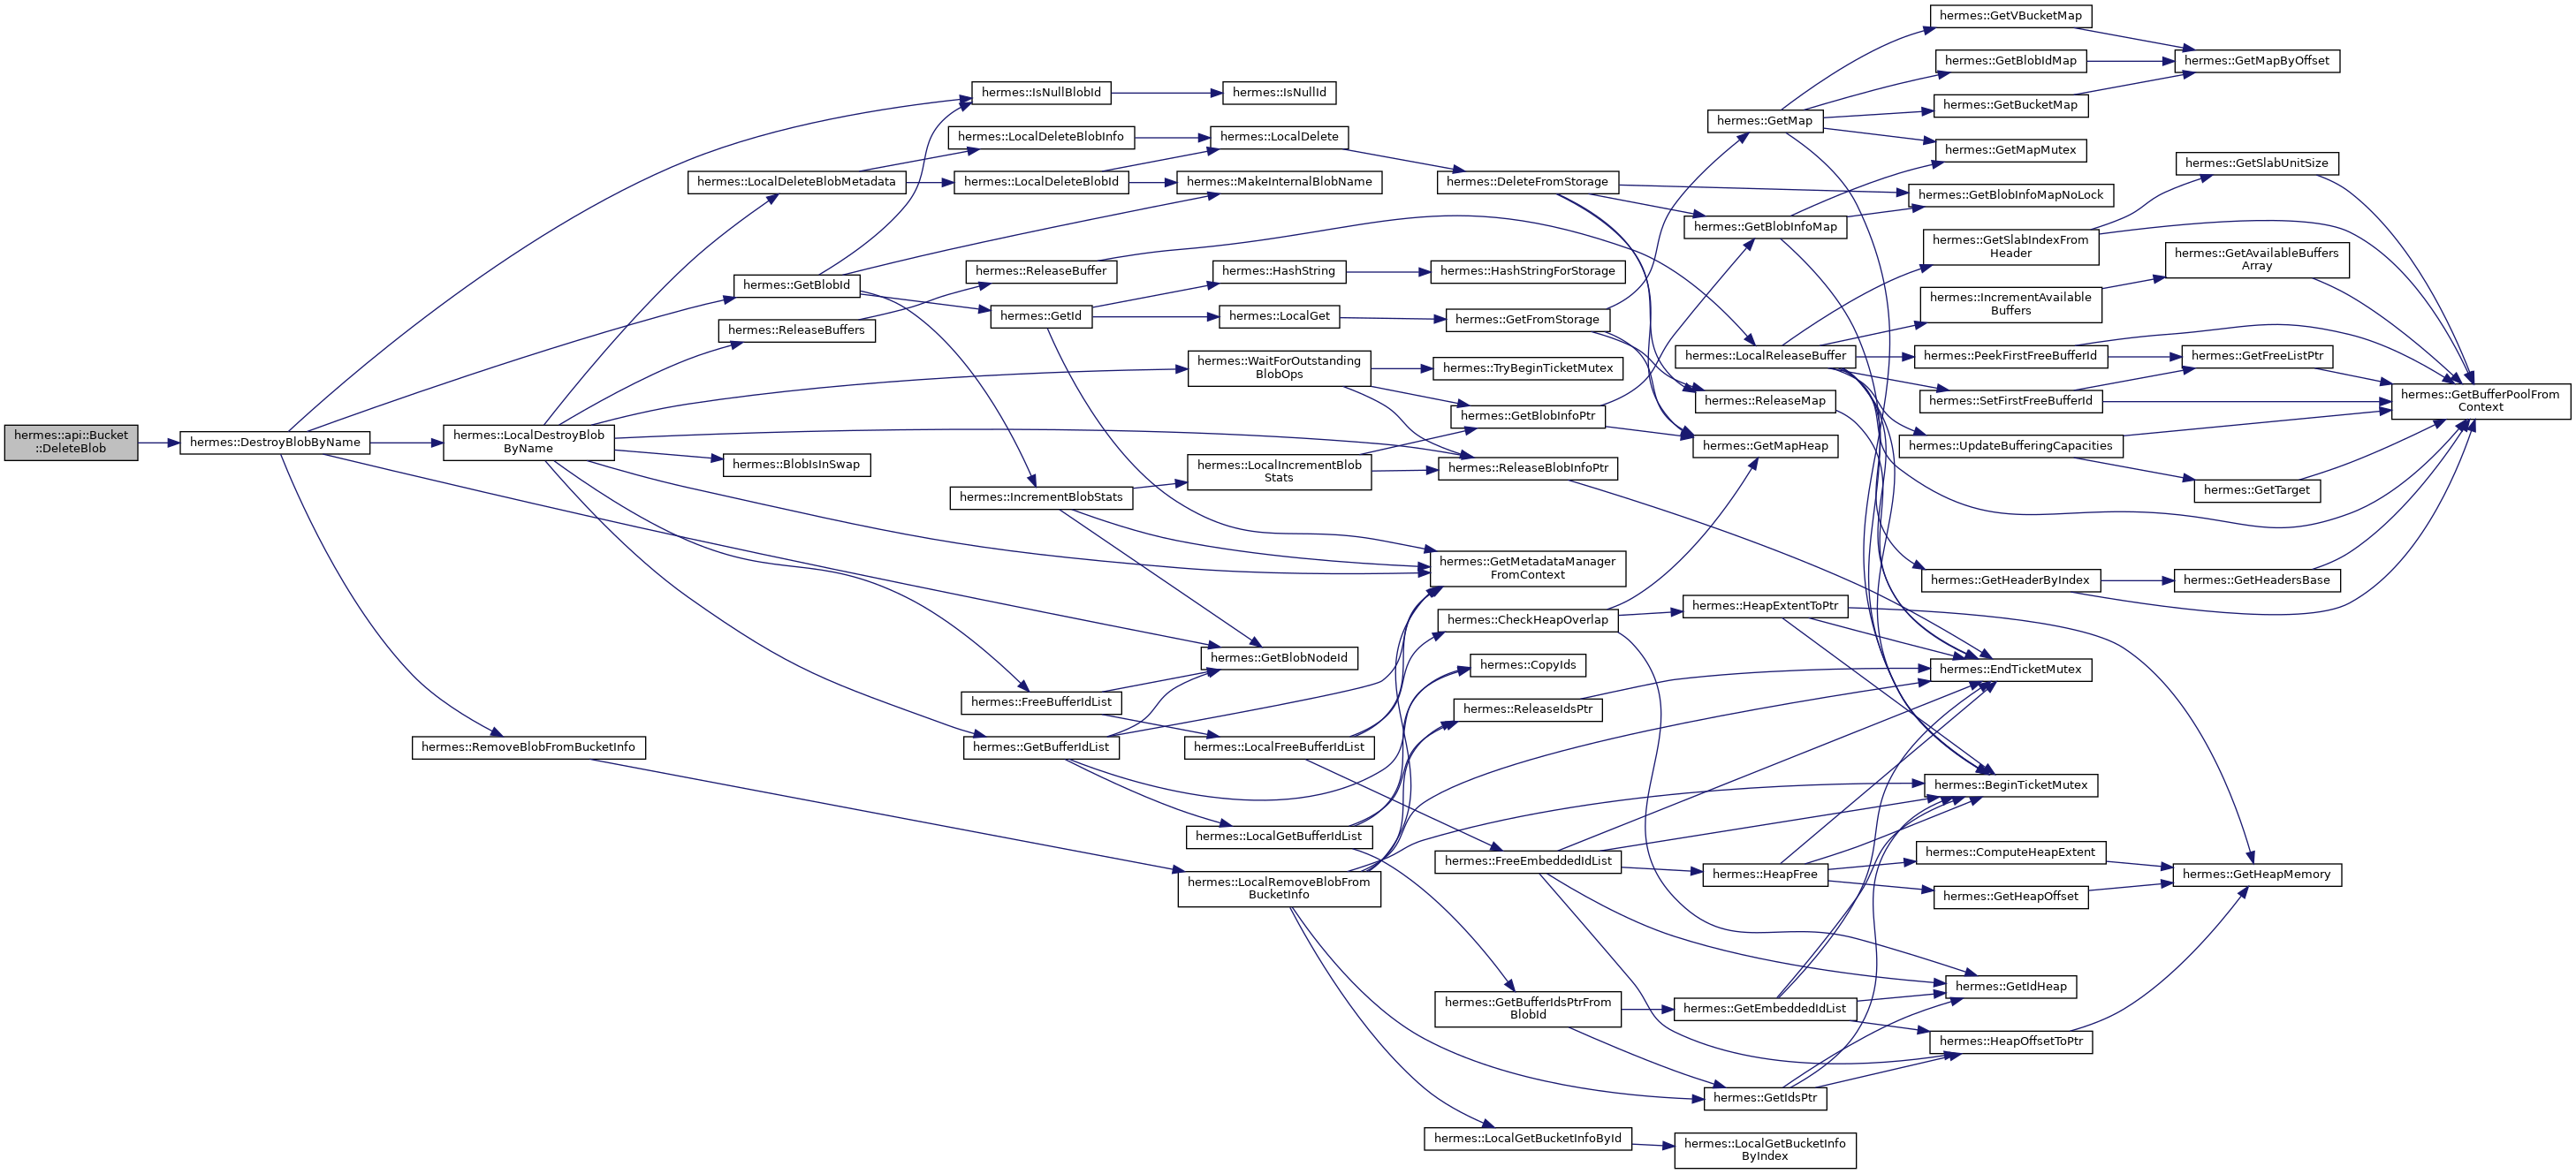 hermes::api::Bucket
::DeleteBlob
hermes::DestroyBlobByName
hermes::LocalDestroyBlob
ByName
hermes::RemoveBlobFromBucketInfo
hermes::LocalDeleteBlobMetadata
hermes::GetBlobId
hermes::ReleaseBuffers
hermes::BlobIsInSwap
hermes::IsNullBlobId
hermes::LocalDeleteBlobInfo
hermes::LocalDeleteBlobId
hermes::ReleaseBuffer
hermes::GetId
hermes::IncrementBlobStats
hermes::FreeBufferIdList
hermes::GetBufferIdList
hermes::IsNullId
hermes::LocalDelete
hermes::MakeInternalBlobName
hermes::HashString
hermes::LocalGet
hermes::WaitForOutstanding
BlobOps
hermes::LocalIncrementBlob
Stats
hermes::GetBlobNodeId
hermes::LocalFreeBufferIdList
hermes::LocalGetBufferIdList
hermes::LocalRemoveBlobFrom
BucketInfo
hermes::DeleteFromStorage
hermes::HashStringForStorage
hermes::GetFromStorage
hermes::TryBeginTicketMutex
hermes::GetBlobInfoPtr
hermes::ReleaseBlobInfoPtr
hermes::GetMetadataManager
FromContext
hermes::CheckHeapOverlap
hermes::CopyIds
hermes::ReleaseIdsPtr
hermes::FreeEmbeddedIdList
hermes::GetBufferIdsPtrFrom
BlobId
hermes::LocalGetBucketInfoById
hermes::GetMap
hermes::GetBlobInfoMap
hermes::LocalReleaseBuffer
hermes::ReleaseMap
hermes::GetMapHeap
hermes::HeapExtentToPtr
hermes::HeapFree
hermes::GetEmbeddedIdList
hermes::GetIdsPtr
hermes::LocalGetBucketInfo
ByIndex
hermes::GetVBucketMap
hermes::GetBlobIdMap
hermes::GetBucketMap
hermes::GetMapMutex
hermes::GetBlobInfoMapNoLock
hermes::GetSlabIndexFrom
Header
hermes::IncrementAvailable
Buffers
hermes::PeekFirstFreeBufferId
hermes::SetFirstFreeBufferId
hermes::UpdateBufferingCapacities
hermes::GetHeaderByIndex
hermes::EndTicketMutex
hermes::BeginTicketMutex
hermes::ComputeHeapExtent
hermes::GetHeapOffset
hermes::GetIdHeap
hermes::HeapOffsetToPtr
hermes::GetMapByOffset
hermes::GetSlabUnitSize
hermes::GetAvailableBuffers
Array
hermes::GetFreeListPtr
hermes::GetTarget
hermes::GetHeadersBase
hermes::GetHeapMemory
hermes::GetBufferPoolFrom
Context